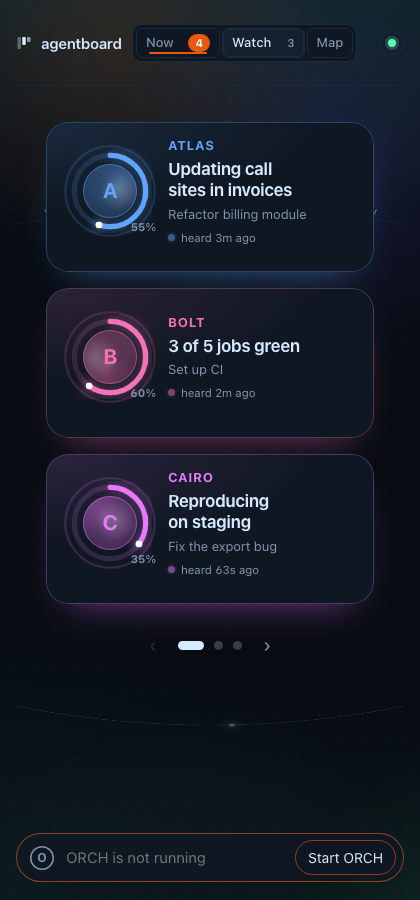 agentboard
Now 4
Watch 3
Map
A
55%
ATLAS
Updating call
sites in invoices
Refactor billing module
heard 3m ago
B
60%
BOLT
3 of 5 jobs green
Set up CI
heard 2m ago
C
35%
CAIRO
Reproducing
on staging
Fix the export bug
heard 63s ago
‹ ›
O ORCH is not running
Start ORCH